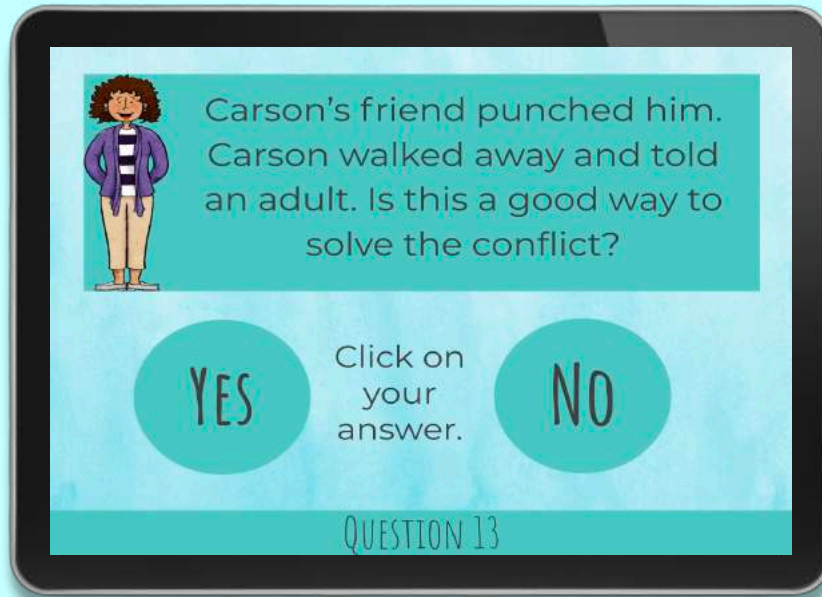 Carson's friend punched him.
Carson walked away and told
an adult. Is this a good way to
solve the conflict?
Yes
Click on
your
answer.
No
Question 13